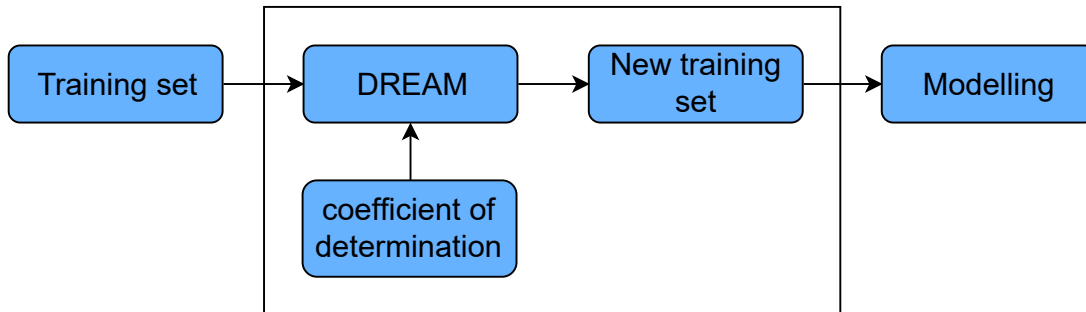 Training set
DREAM
New training
set
Modelling
coefficient of
determination